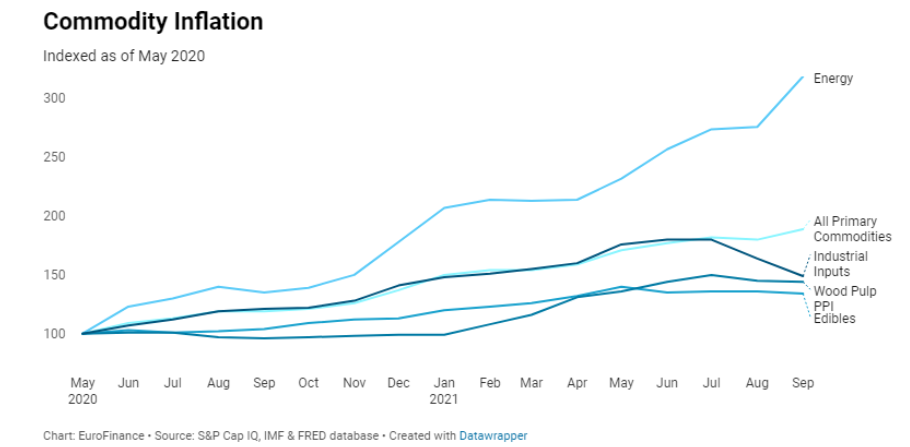 Commodity Inflation
Indexed as of May 2020
300
250
200
150
100
Energy
All Primary
Commodities
Industrial
Inputs
Wood Pulp
PPI
Edibles
May Jun Jul Aug Sep Oct Nov Dec Jan Feb Mar Apr May Jun Jul Aug Sep
2020 2021
Chart: EuroFinance • Source: S&P Cap IQ, IMF & FRED database • Created with Datawrapper